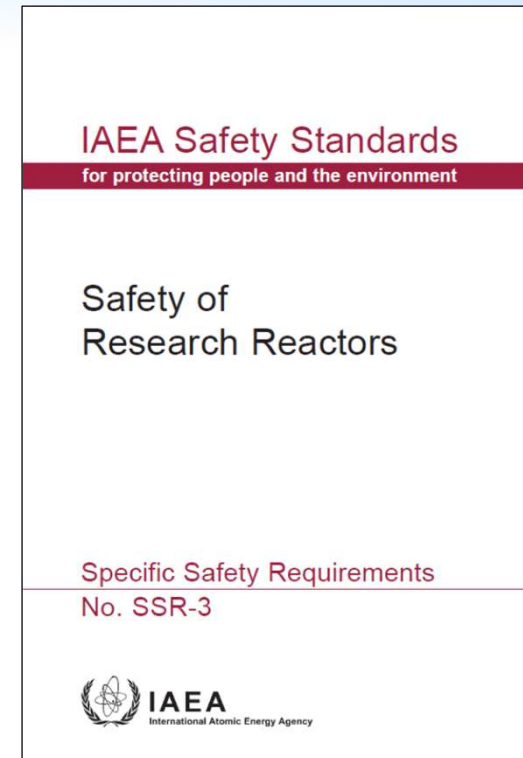 IAEA Safety Standards
for protecting people and the environment
Safety of
Research Reactors
Specific Safety Requirements
No. SSR-3
IAEA
International Atomic Energy Agency